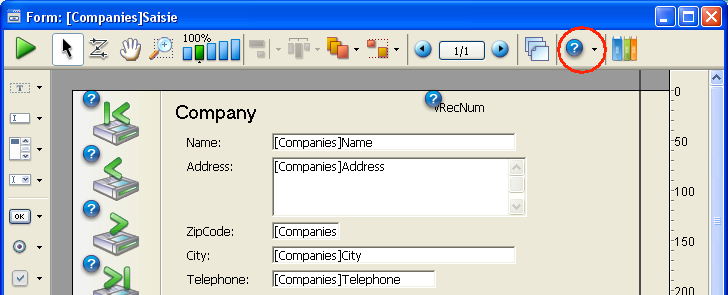 Form: [Companies]Saisie
100%
1/1
Company
vRecNum
Name: [Companies]Name
Address: [Companies]Address
ZipCode: [Companies
City: [Companies]City
Telephone: [Companies]Telephone
0
50
100
150
200
T
I
I
OK
?
?
?
?
?
?